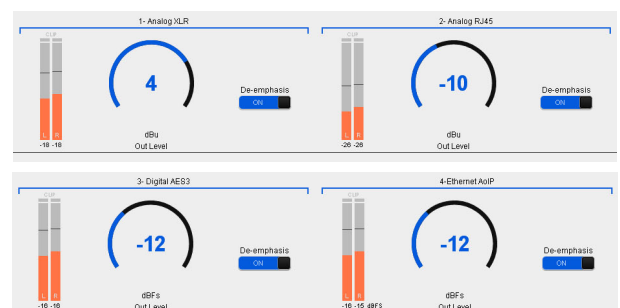 1- Analog XLR
2- Analog RJ45
CLIP
CLIP
4
-10
De-emphasis
De-emphasis
ON
ON
L R
L R
-18 -18
dBu
-26 -26
dBu
Out Level
Out Level
3- Digital AES3
4-Ethernet AoIP
CLIP
CLIP
-12
-12
De-emphasis
De-emphasis
ON
ON
L R
L R
dBFs
dBFs
-16 -16
Out Level
-16 -15 dBFS
Out Level